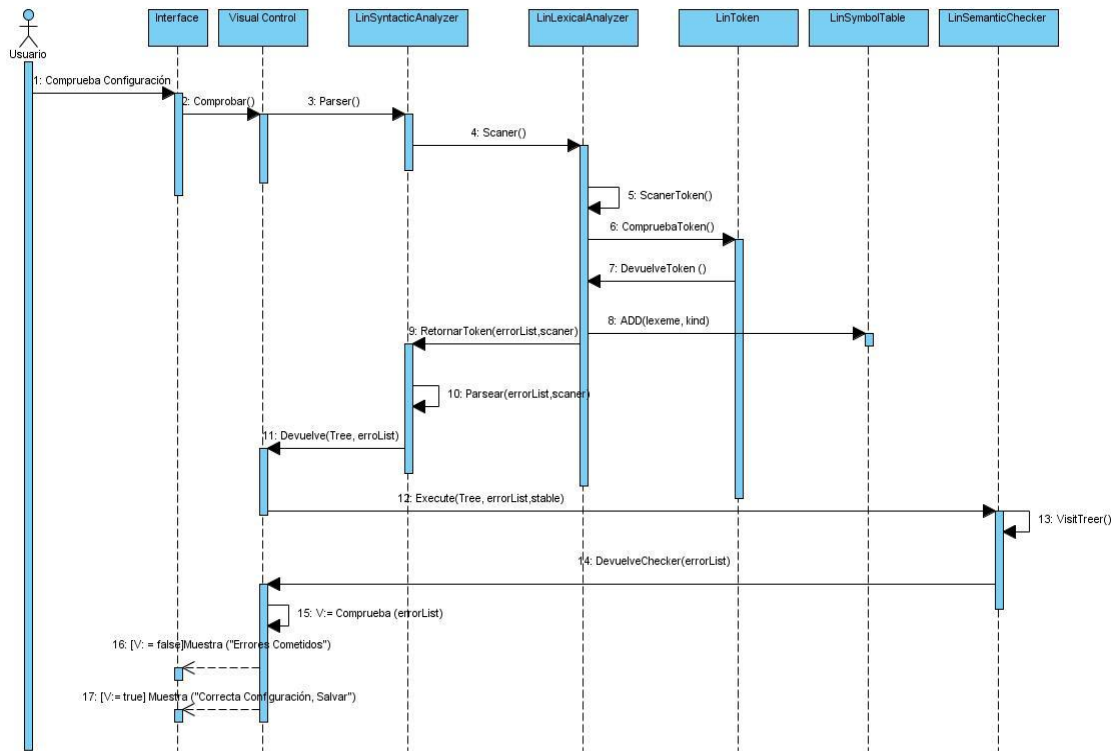 Interface
Visual Control
LinSyntacticAnalyzer
LinLexicalAnalyzer
LinToken
LinSymbolTable
LinSemanticChecker
Usuario
1: Comprueba Configuración
2: Comprobar()
3: Parser()
4: Scaner()
5: ScanerToken()
6: CompruebaToken()
7: DevuelveToken ()
8: ADD(lexeme, kind)
9: RetornarToken(errorList,scaner)
10: Parsear(errorList,scaner)
11: Devuelve(Tree, erroList)
12: Execute(Tree, errorList,stable)
13: VisitTreer()
14: DevuelveChecker(errorList)
15: V:= Comprueba (errorList)
16: [V: = false]Muestra ("Errores Cometidos")
17: [V:= true] Muestra ("Correcta Configuración, Salvar")